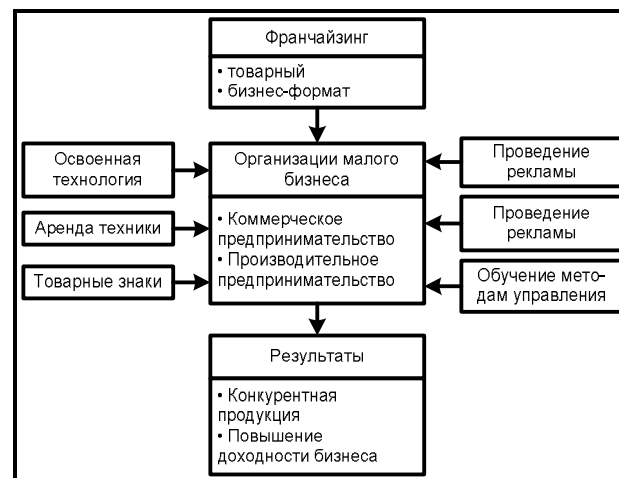 Франчайзинг
• товарный
• бизнес-формат
Освоенная
технология
Аренда техники
Товарные знаки
Организации малого
бизнеса
• Коммерческое
предпринимательство
• Производительное
предпринимательство
Проведение
рекламы
Проведение
рекламы
Обучение мето-
дам управления
Результаты
• Конкурентная
продукция
• Повышение
доходности бизнеса